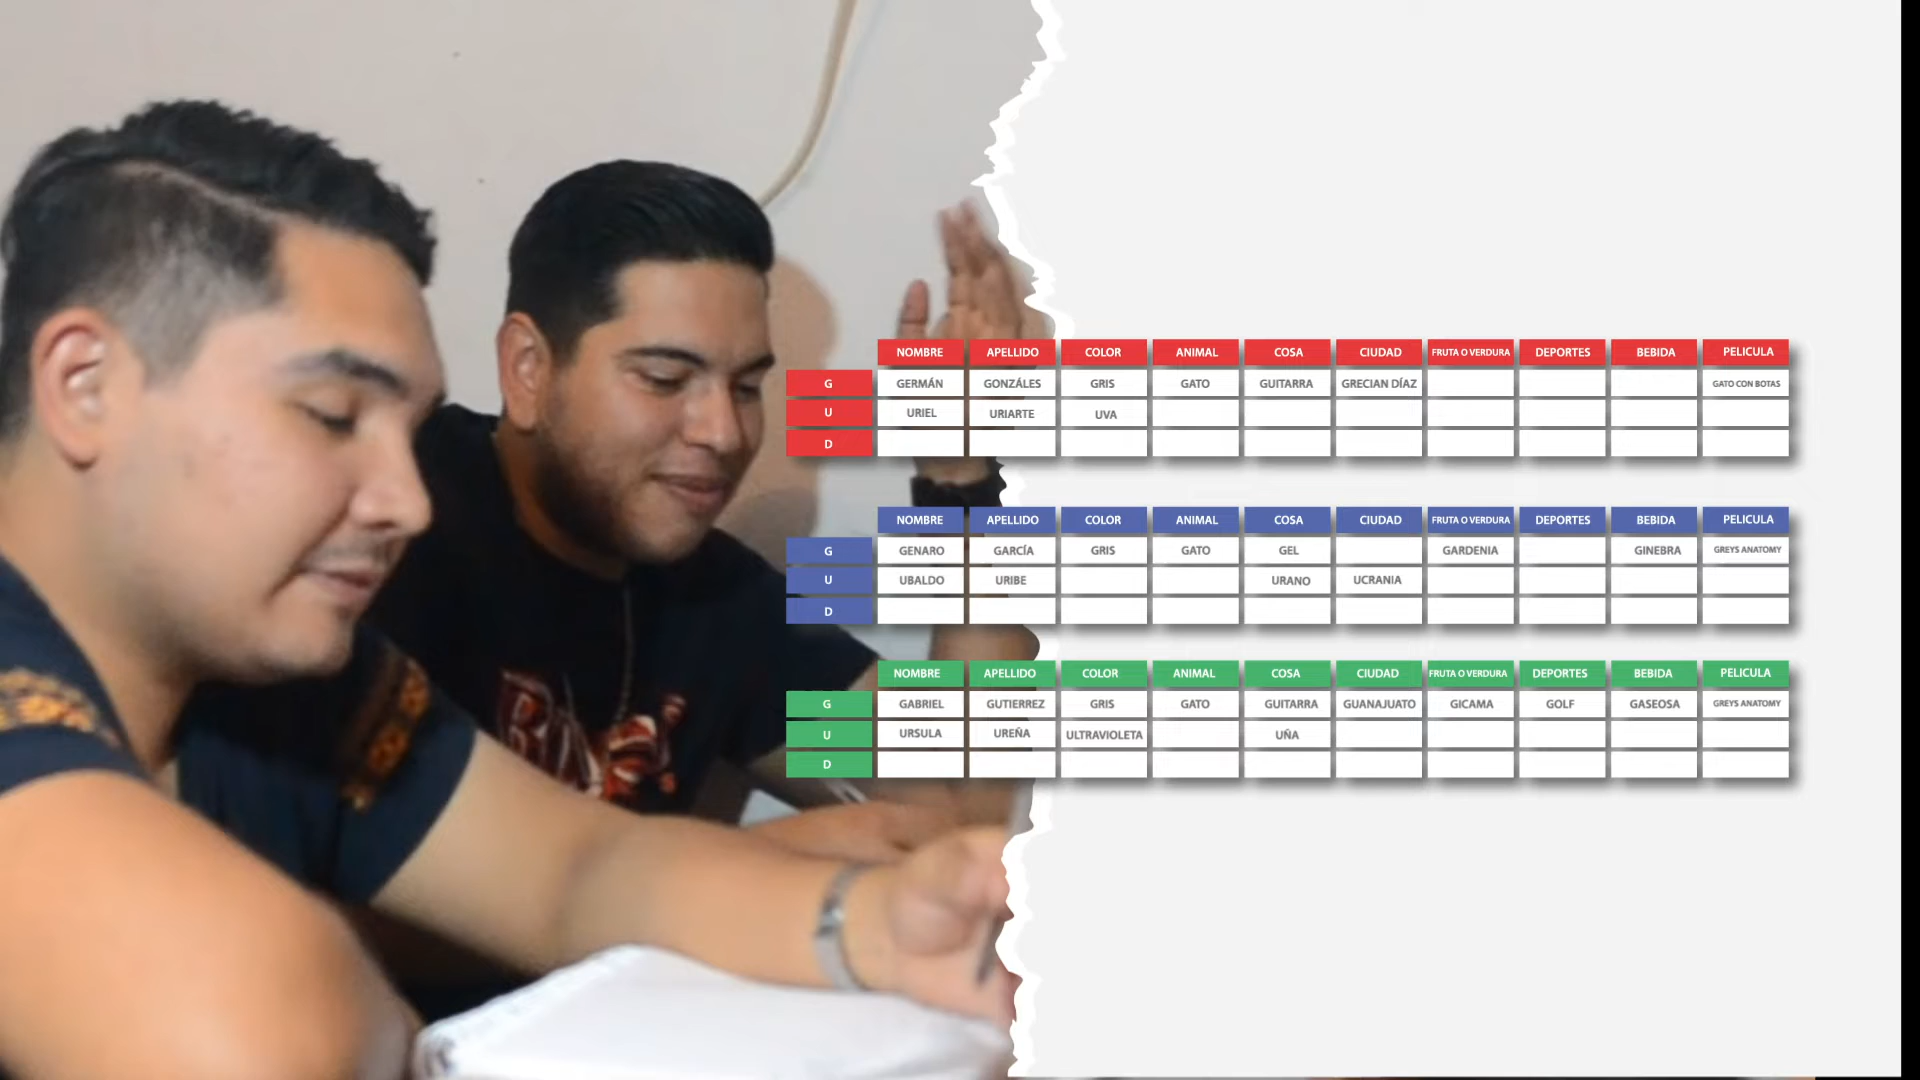 NOMBRE APELLIDO COLOR ANIMAL COSA CIUDAD FRUTA O VERDURA DEPORTES BEBIDA PELICULA
G GERMÁN GONZÁLES GRIS GATO GUITARRA GRECIAN DÍAZ GATO CON BOTAS
U URIEL URIARTE UVA
D
NOMBRE APELLIDO COLOR ANIMAL COSA CIUDAD FRUTA O VERDURA DEPORTES BEBIDA PELICULA
G GENARO GARCÍA GRIS GATO GEL GARDENIA GINEBRA GREYS ANATOMY
U UBALDO URIBE URANO UCRANIA
D
NOMBRE APELLIDO COLOR ANIMAL COSA CIUDAD FRUTA O VERDURA DEPORTES BEBIDA PELICULA
G GABRIEL GUTIERREZ GRIS GATO GUITARRA GUANAJUATO GICAMA GOLF GASEOSA GREYS ANATOMY
U URSULA UREÑA ULTRAVIOLETA UÑA
D